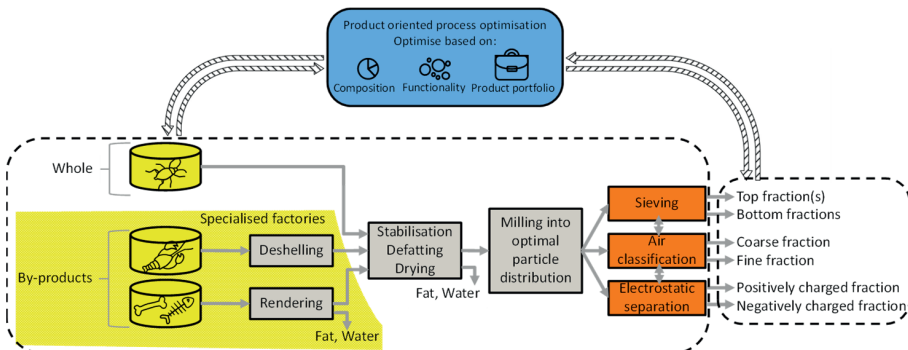 Product oriented process optimisation
Optimise based on:
Composition
Functionality
Product portfolio
Whole
Specialised factories
By-products
Deshelling
Rendering
Fat, Water
Stabilisation
Defatting
Drying
Fat, Water
Milling into
optimal
particle
distribution
Sieving
Air
classification
Electrostatic
separation
Top fraction(s)
Bottom fractions
Coarse fraction
Fine fraction
Positively charged fraction
Negatively charged fraction